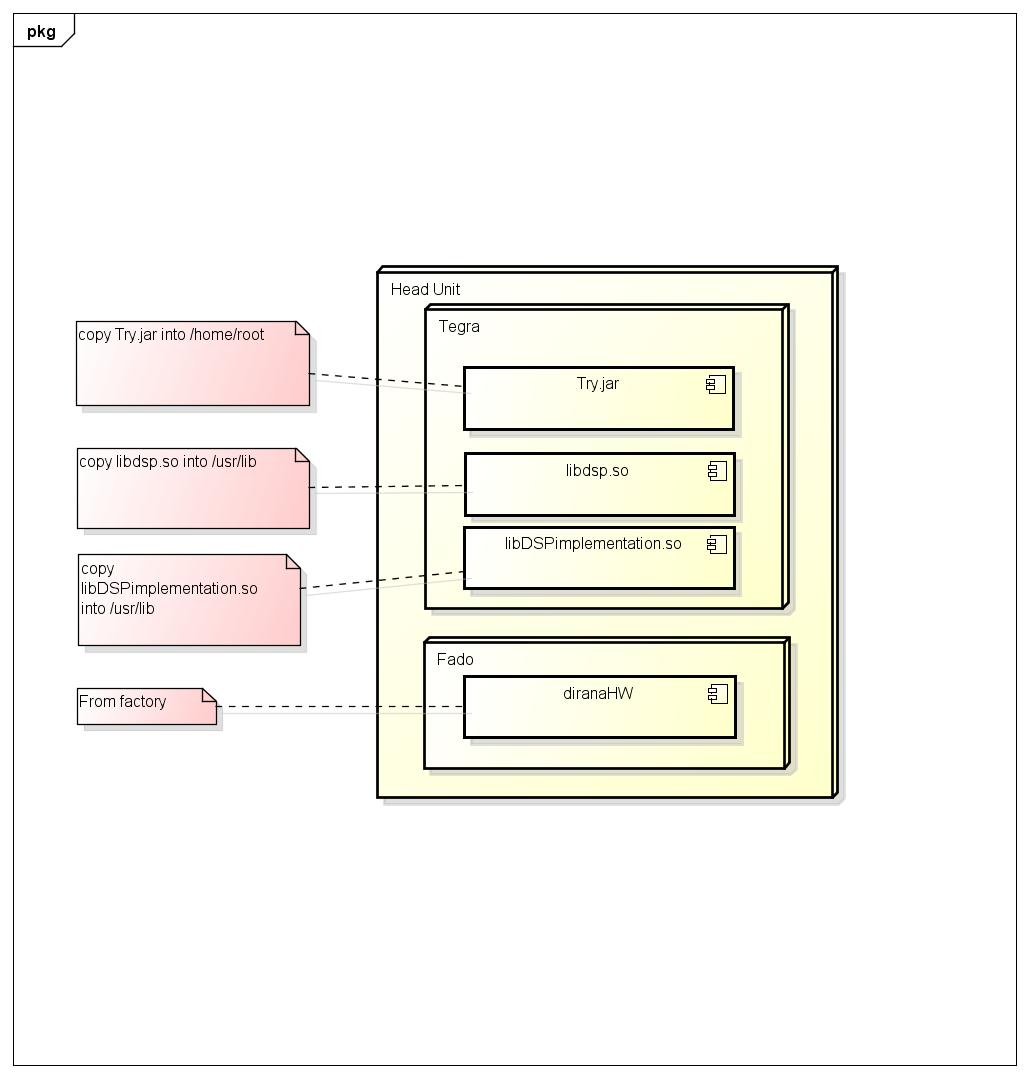 pkg
Head Unit
Tegra
copy Try.jar into /home/root
Try.jar
copy libdsp.so into /usr/lib
libdsp.so
libDSPimplementation.so
copy
libDSPimplementation.so
into /usr/lib
Fado
From factory
diranaHW